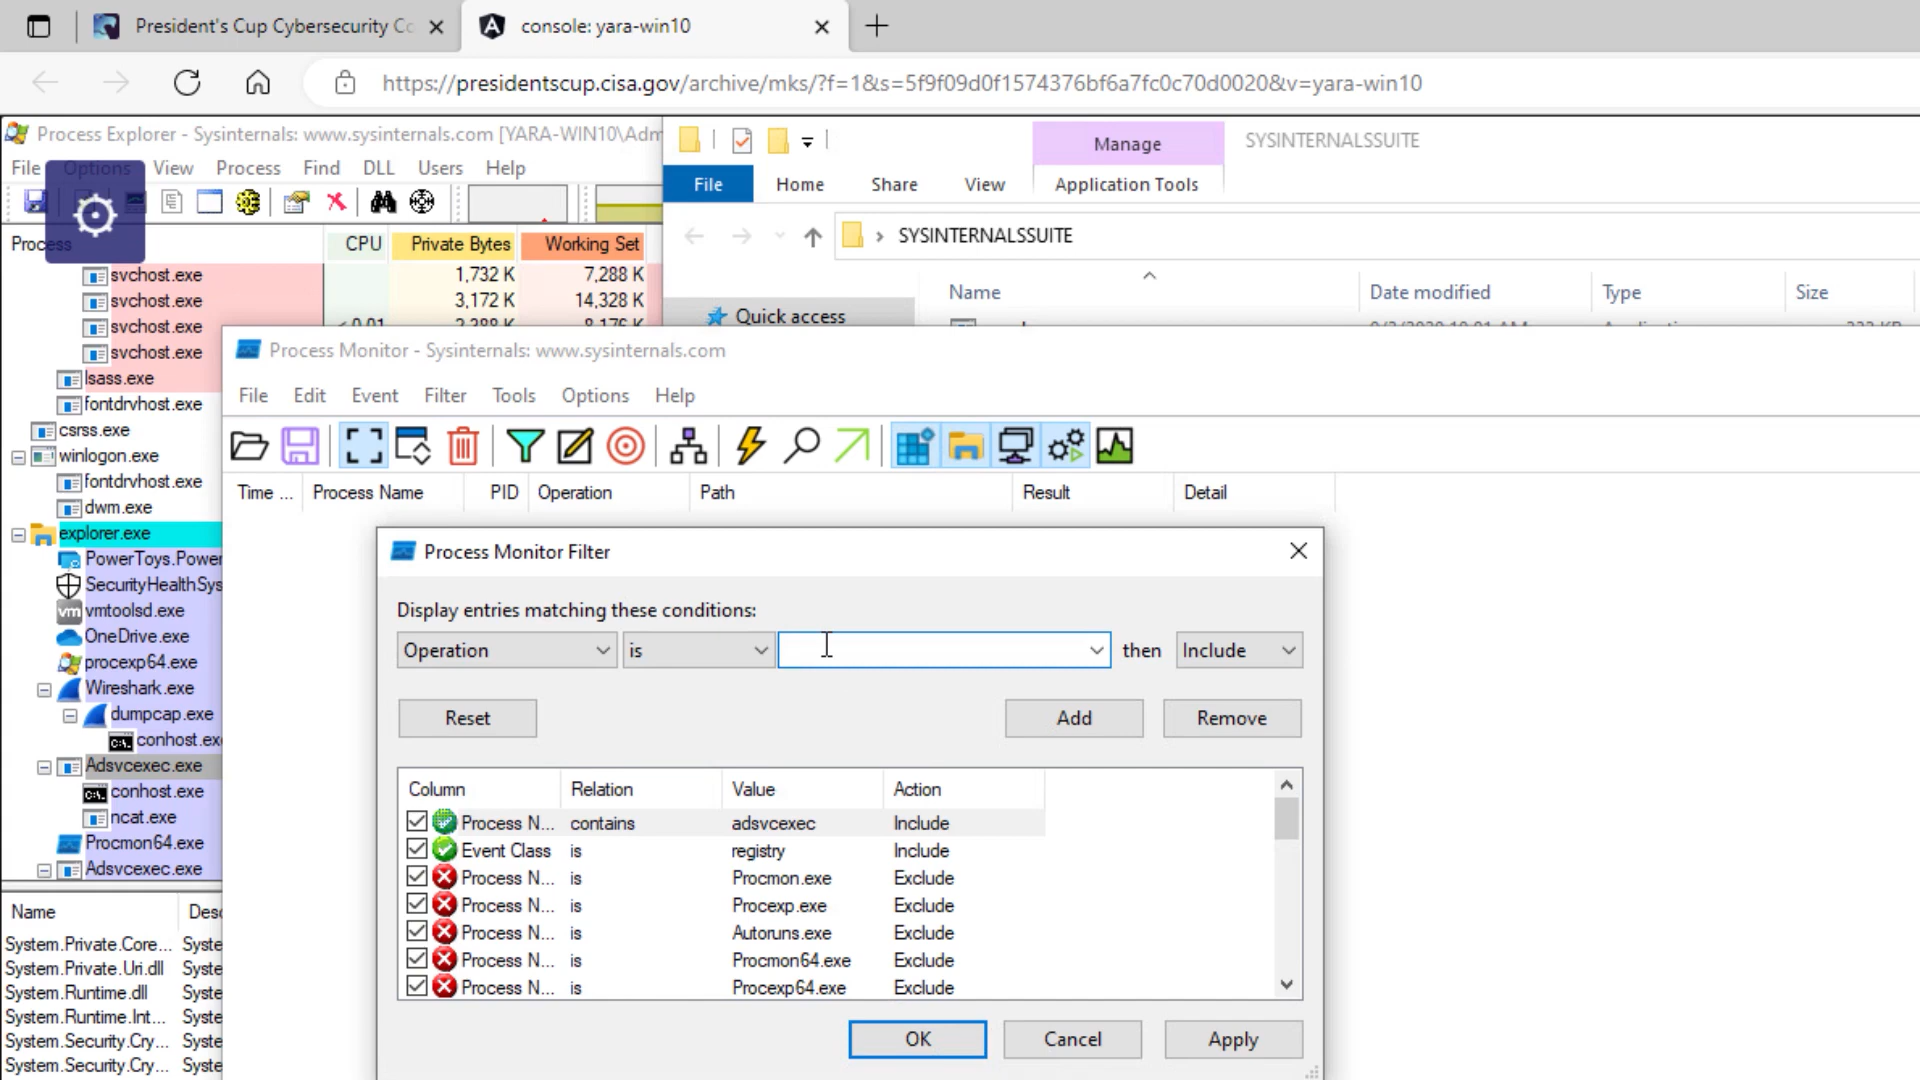 President's Cup Cybersecurity Cc
console: yara-win10
https://presidentscup.cisa.gov/archive/mks/?f=1&s=5f9f09d0f1574376bf6a7fc0c70d0020&v=yara-win10
Process Explorer - Sysinternals: www.sysinternals.com [YARA-WIN10\Adm
File Options View Process Find DLL Users Help
Process CPU Private Bytes Working Set
svchost.exe 1,732 K 7,288 K
svchost.exe 3,172 K 14,328 K
svchost.exe < 0.01 2,388 K 8,176 K
svchost.exe
lsass.exe
fontdrvhost.exe
csrss.exe
winlogon.exe
fontdrvhost.exe
dwm.exe
explorer.exe
PowerToys.Power
SecurityHealthSys
vmtoolsd.exe
OneDrive.exe
procexp64.exe
Wireshark.exe
dumpcap.exe
conhost.exe
Adsvcexec.exe
conhost.exe
ncat.exe
Procmon64.exe
Adsvcexec.exe
Name Desc
System.Private.Core... Syste
System.Private.Uri.dll Syste
System.Runtime.dll Syste
System.Runtime.Int... Syste
System.Security.Cry... Syste
System.Security.Cry... Syste
Manage SYSINTERNALSSUITE
File Home Share View Application Tools
SYSINTERNALSSUITE
Name Date modified Type Size
Quick access
Process Monitor - Sysinternals: www.sysinternals.com
File Edit Event Filter Tools Options Help
Time ... Process Name PID Operation Path Result Detail
Process Monitor Filter
Display entries matching these conditions:
Operation is then Include
Reset Add Remove
Column Relation Value Action
Process N... contains adsvcexec Include
Event Class is registry Include
Process N... is Procmon.exe Exclude
Process N... is Procexp.exe Exclude
Process N... is Autoruns.exe Exclude
Process N... is Procmon64.exe Exclude
Process N... is Procexp64.exe Exclude
OK Cancel Apply